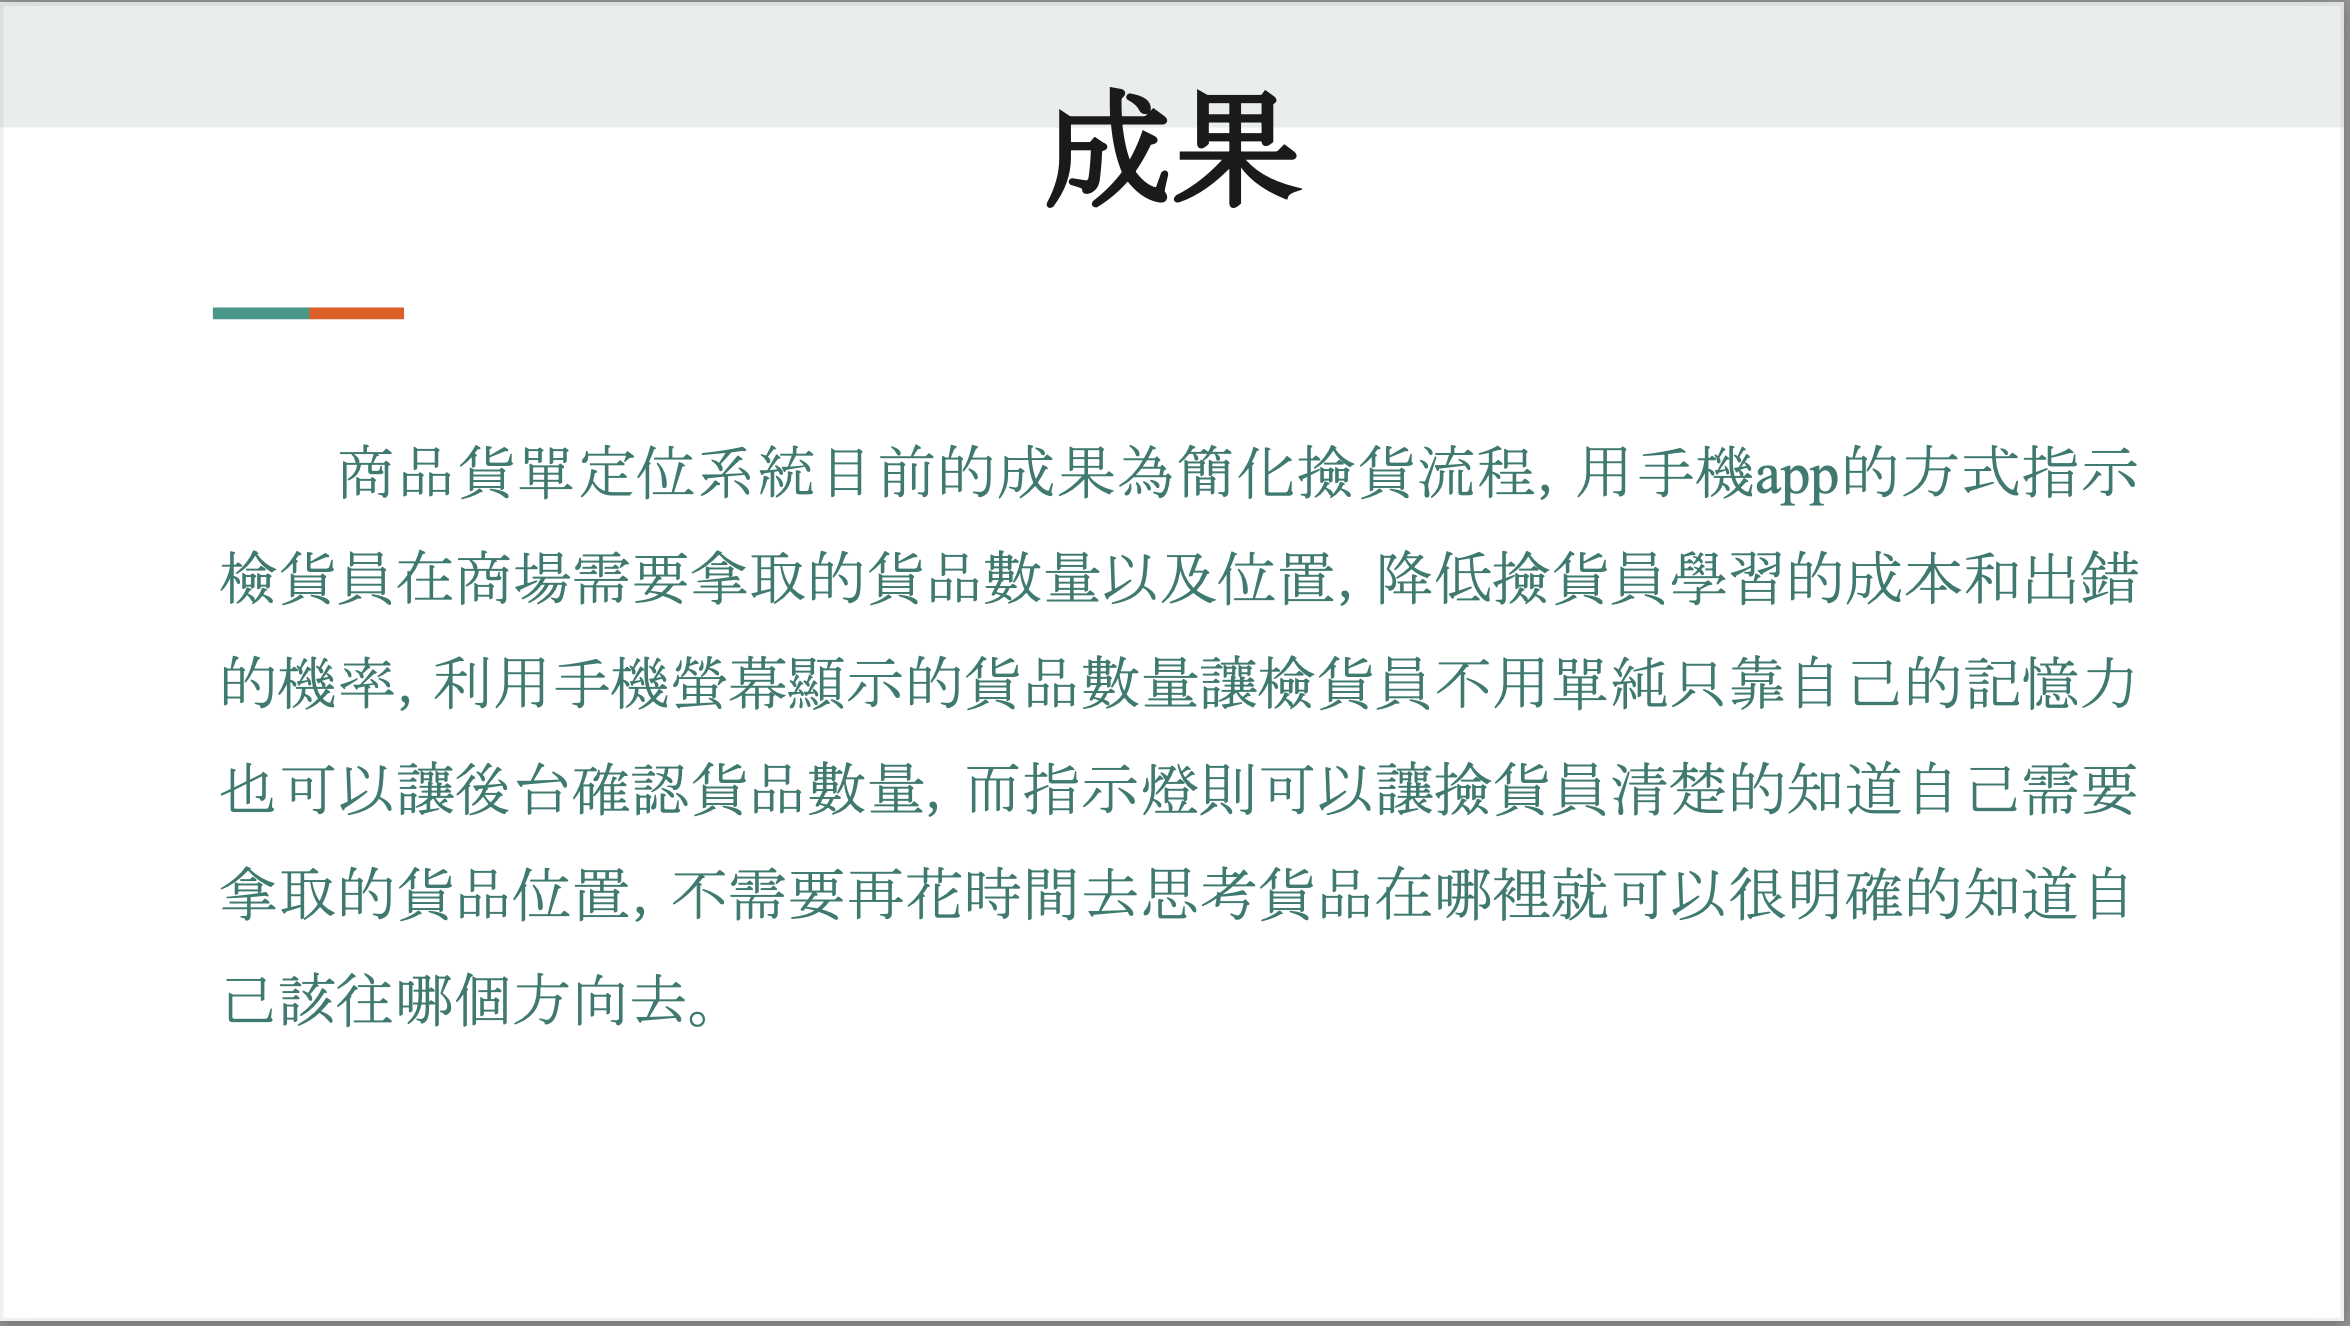 成果
商品貨單定位系統目前的成果為簡化撿貨流程, 用手機app的方式指示
檢貨員在商場需要拿取的貨品數量以及位置, 降低撿貨員學習的成本和出錯
的機率, 利用手機螢幕顯示的貨品數量讓檢貨員不用單純只靠自己的記憶力
也可以讓後台確認貨品數量, 而指示燈則可以讓撿貨員清楚的知道自己需要
拿取的貨品位置, 不需要再花時間去思考貨品在哪裡就可以很明確的知道自
己該往哪個方向去。